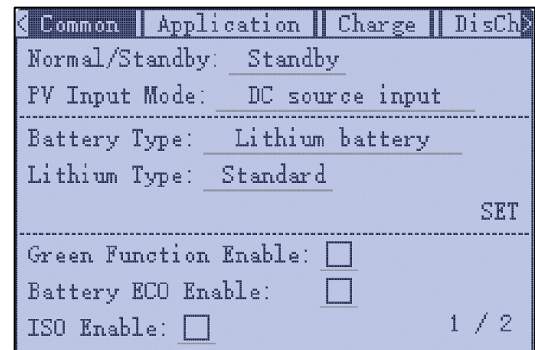 Common Application Charge DisCh
Normal/Standby: Standby
PV Input Mode: DC source input
Battery Type: Lithium battery
Lithium Type: Standard
SET
Green Function Enable:
Battery ECO Enable:
ISO Enable:
1 / 2